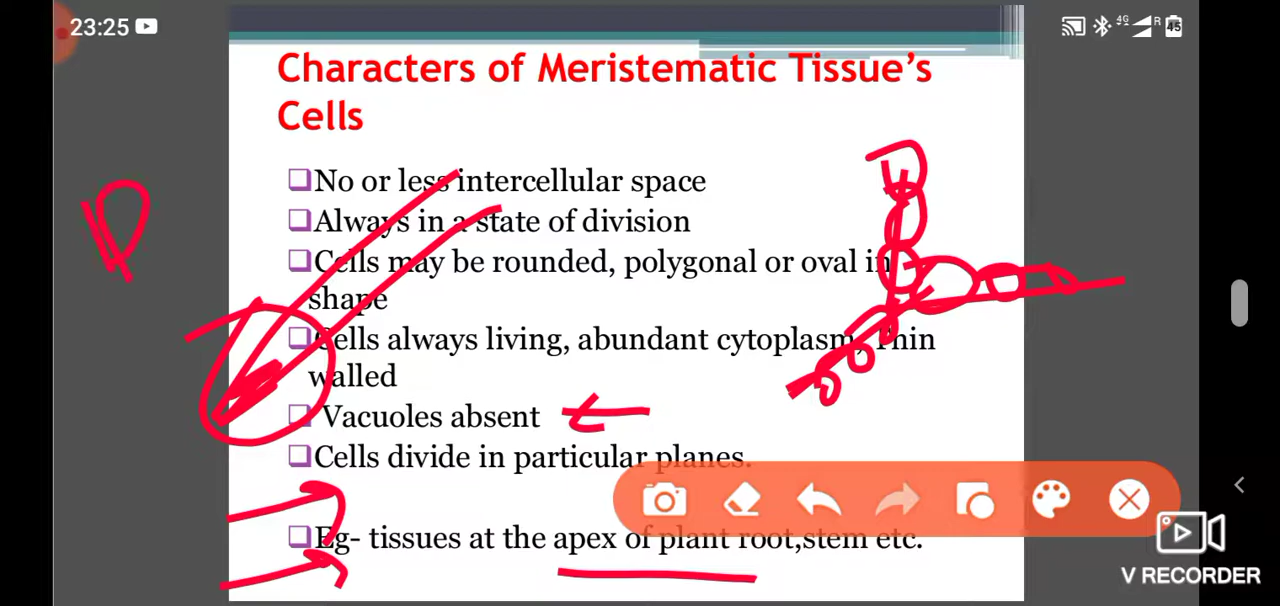 23:25
4G R 45
Characters of Meristematic Tissue's
Cells
No or less intercellular space
Always in a state of division
Cells may be rounded, polygonal or oval in
shape
Cells always living, abundant cytoplasm, Thin
walled
Vacuoles absent
Cells divide in particular planes.
Eg- tissues at the apex of plant root,stem etc.
V RECORDER